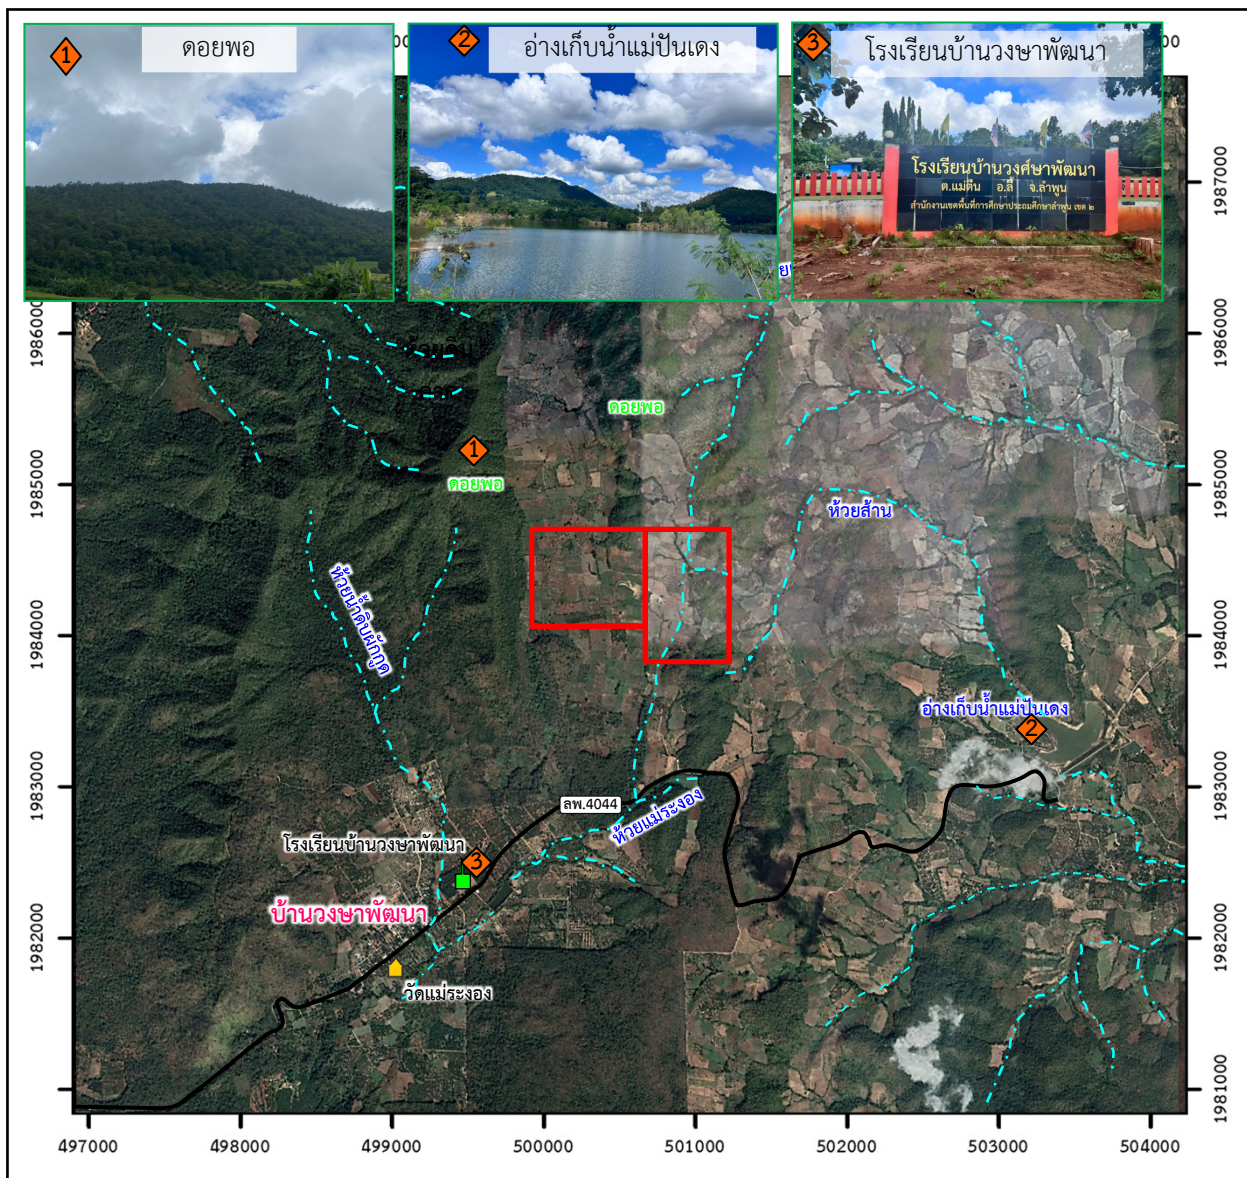 1
ดอยพอ
2
อ่างเก็บน้ำแม่ปันเดง
3
โรงเรียนบ้านวงษาพัฒนา
โรงเรียนบ้านวงศ์ษาพัฒนา
ต.แม่ตืน อ.ลี้ จ.ลำพูน
สำนักงานเขตพื้นที่การศึกษาประถมศึกษาลำพูน เขต ๒
1987000
1987000
1986000
1986000
ดอยพอ
1
ดอยพอ
1985000
1985000
ห้วยส้าน
ห้วยน้ำดิบผักกูด
1984000
1984000
อ่างเก็บน้ำแม่ปันเดง
2
1983000
1983000
ลพ.4044
ห้วยแม่ระงอง
โรงเรียนบ้านวงษาพัฒนา
3
บ้านวงษาพัฒนา
1982000
1982000
วัดแม่ระงอง
1981000
497000
498000
499000
500000
501000
502000
503000
504000